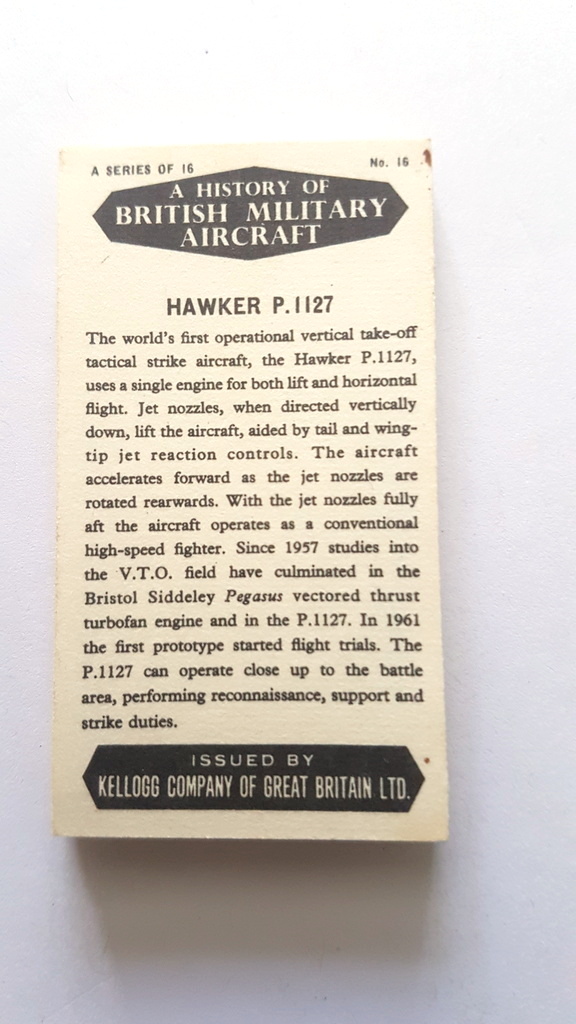 A SERIES OF 16 No. 16
A HISTORY OF
BRITISH MILITARY
AIRCRAFT
HAWKER P.1127
The world's first operational vertical take-off
tactical strike aircraft, the Hawker P.1127,
uses a single engine for both lift and horizontal
flight. Jet nozzles, when directed vertically
down, lift the aircraft, aided by tail and wing-
tip jet reaction controls. The aircraft
accelerates forward as the jet nozzles are
rotated rearwards. With the jet nozzles fully
aft the aircraft operates as a conventional
high-speed fighter. Since 1957 studies into
the V.T.O. field have culminated in the
Bristol Siddeley Pegasus vectored thrust
turbofan engine and in the P.1127. In 1961
the first prototype started flight trials. The
P.1127 can operate close up to the battle
area, performing reconnaissance, support and
strike duties.
ISSUED BY
KELLOGG COMPANY OF GREAT BRITAIN LTD.